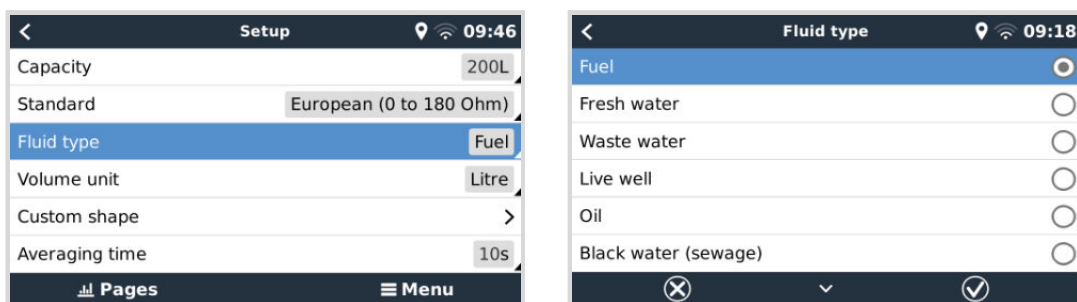 Setup 09:46
Capacity 200L
Standard European (0 to 180 Ohm)
Fluid type Fuel
Volume unit Litre
Custom shape
Averaging time 10s
Pages Menu
Fluid type 09:18
Fuel
Fresh water
Waste water
Live well
Oil
Black water (sewage)